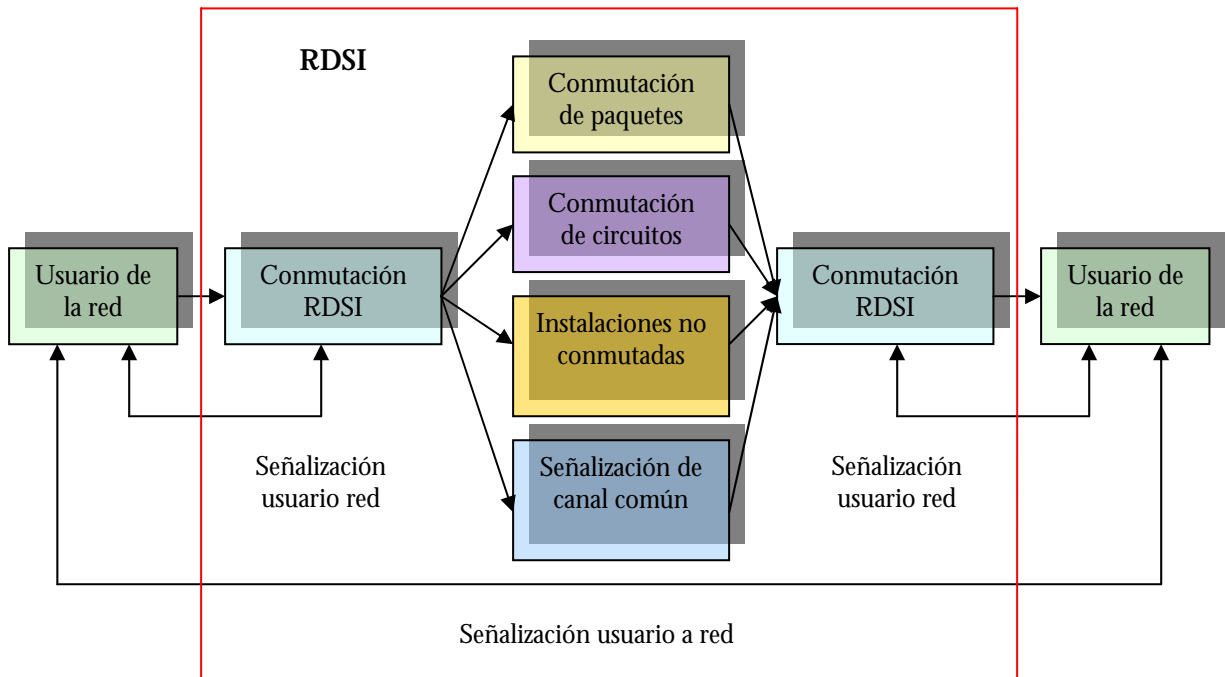 RDSI
Conmutación
de paquetes
Conmutación
de circuitos
Usuario de
la red
Conmutación
RDSI
Instalaciones no
conmutadas
Conmutación
RDSI
Usuario de
la red
Señalización
usuario red
Señalización de
canal común
Señalización
usuario red
Señalización usuario a red